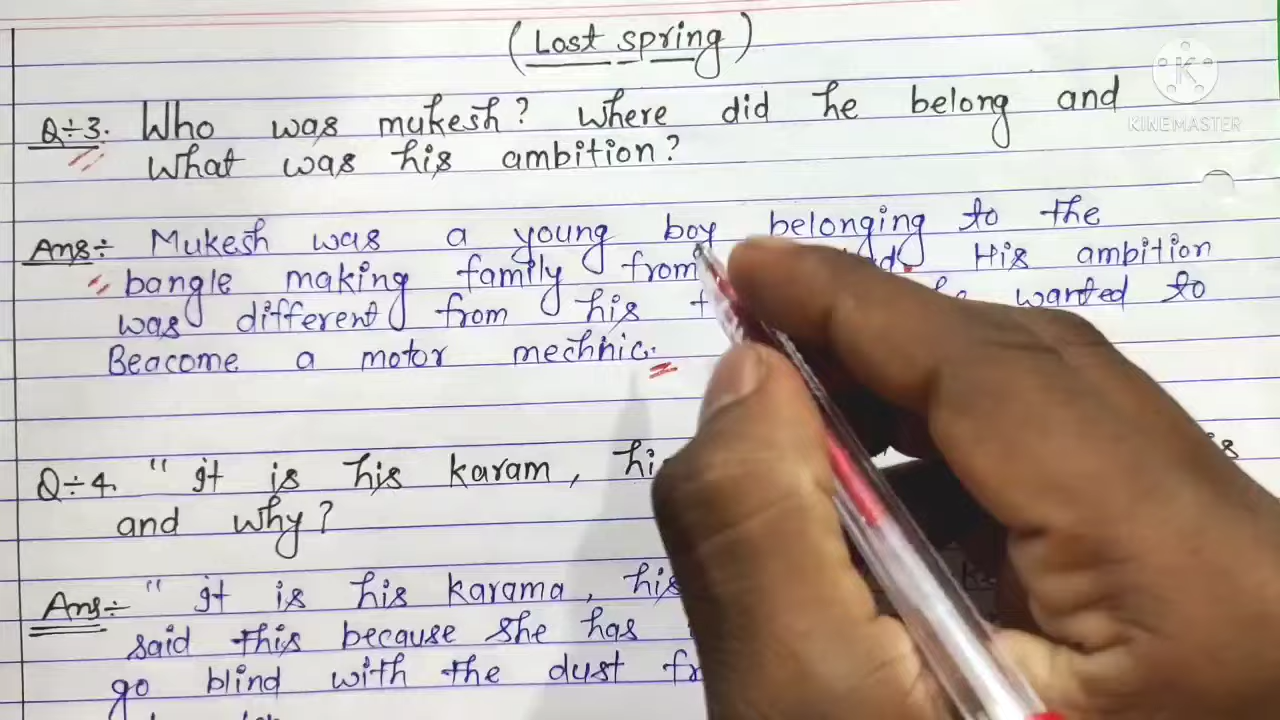 (Lost spring)
KINEMASTER
Q÷3. Who was mukesh? Where did he belong and
What was his ambition?
Ans÷ Mukesh was a young boy belonging to the
bangle making family from His ambition
was different from his wanted to
Beacome a motor mechnic.
Q÷4. "It is his karam,
and why?
Ans÷ "It is his karama, his
said this because she has
go blind with the dust